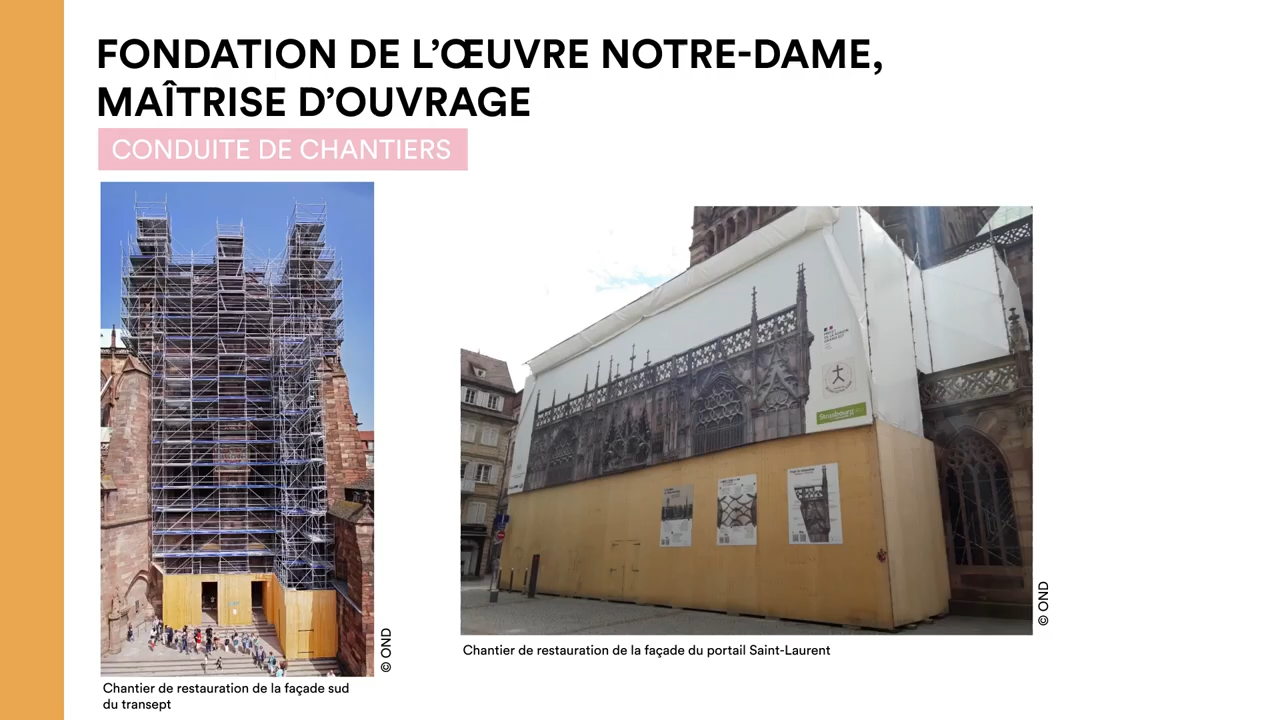 FONDATION DE L’ŒUVRE NOTRE-DAME,
MAÎTRISE D’OUVRAGE
CONDUITE DE CHANTIERS
Strasbourg
© OND
© OND
Chantier de restauration de la façade du portail Saint-Laurent
Chantier de restauration de la façade sud
du transept